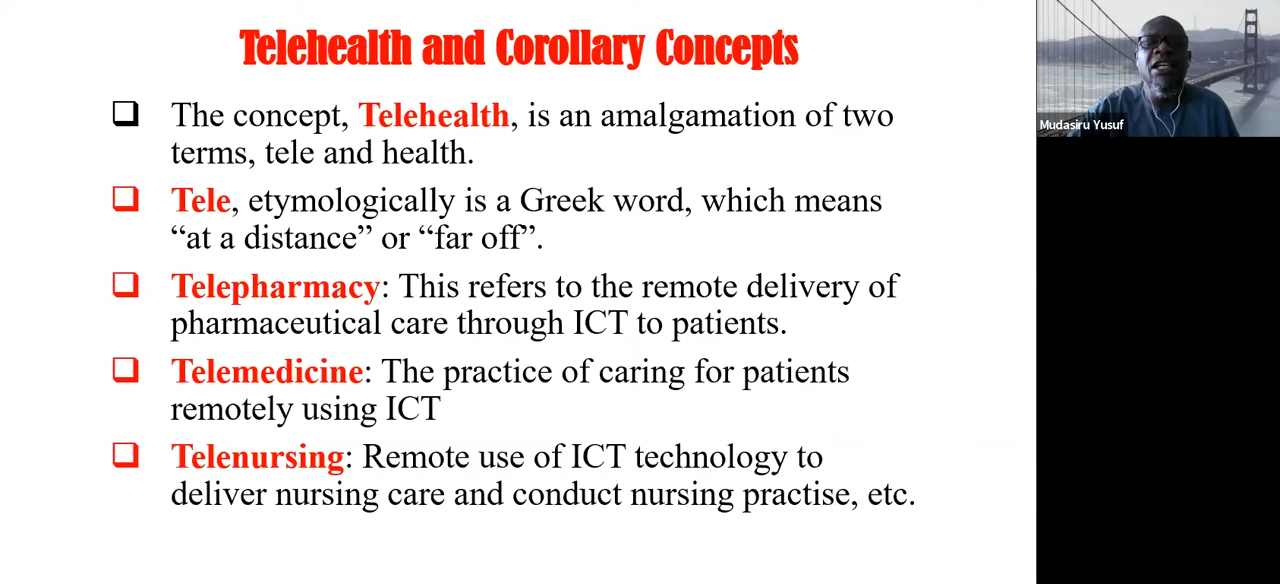 Telehealth and Corollary Concepts
The concept, Telehealth, is an amalgamation of two
terms, tele and health.
Tele, etymologically is a Greek word, which means
“at a distance” or “far off”.
Telepharmacy: This refers to the remote delivery of
pharmaceutical care through ICT to patients.
Telemedicine: The practice of caring for patients
remotely using ICT
Telenursing: Remote use of ICT technology to
deliver nursing care and conduct nursing practise, etc.
Mudasiru Yusuf